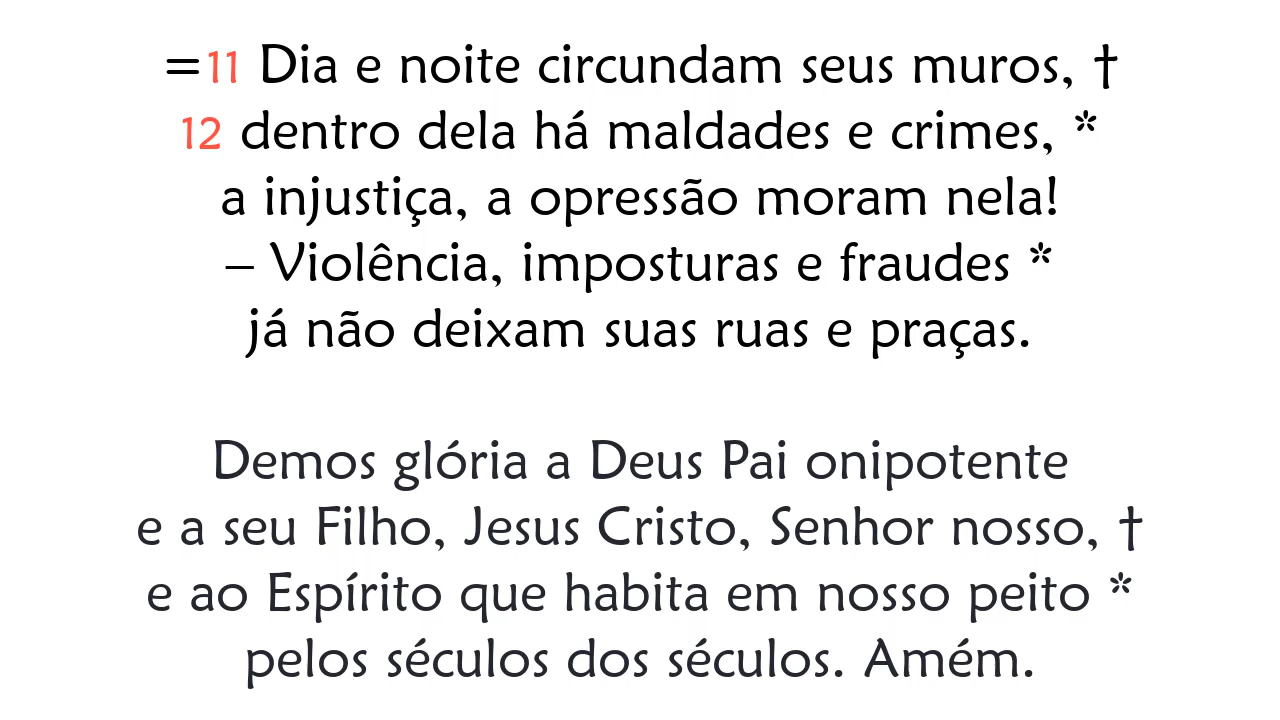 =11 Dia e noite circundam seus muros, †
12 dentro dela há maldades e crimes, *
a injustiça, a opressão moram nela!
– Violência, imposturas e fraudes *
já não deixam suas ruas e praças.
Demos glória a Deus Pai onipotente
e a seu Filho, Jesus Cristo, Senhor nosso, †
e ao Espírito que habita em nosso peito *
pelos séculos dos séculos. Amém.